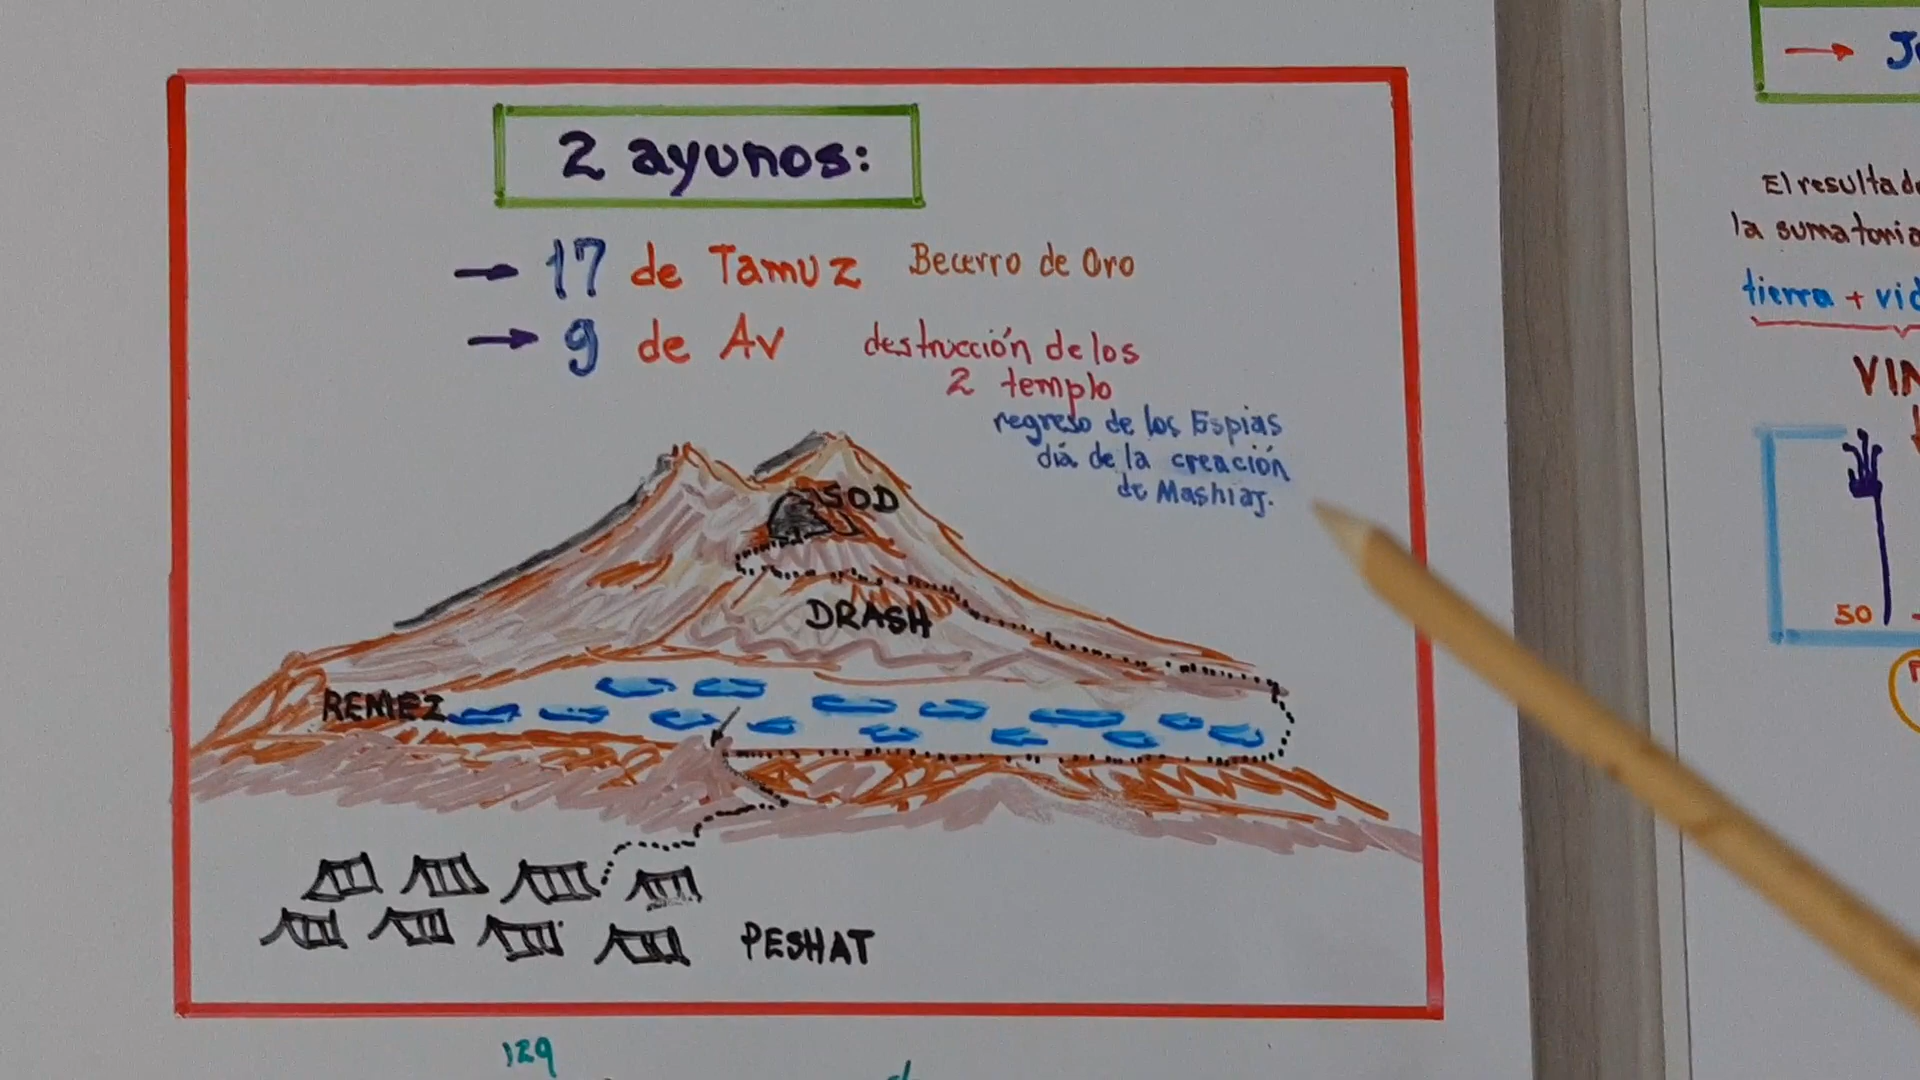 2 ayunos:
→ 17 de Tamuz Becerro de Oro
→ 9 de Av destrucción de los
2 templo
regreso de los Espias
día de la creación
de Mashiaj.
SOD
DRASH
REMEZ
PESHAT
129
→
El resultado
la sumatoria
tierra + vid
VIN
50